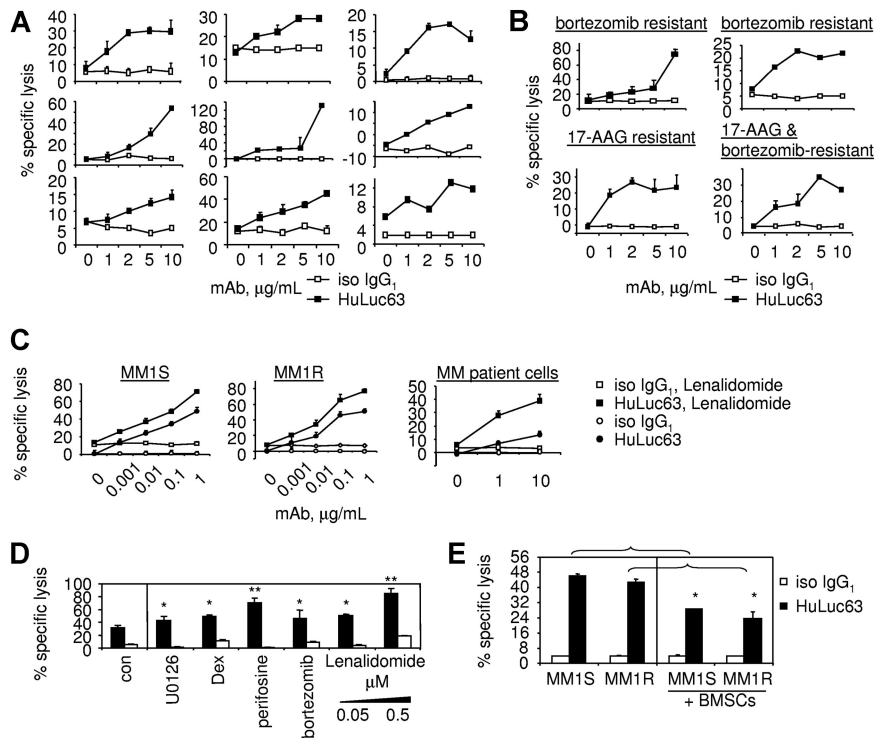 A
% specific lysis
40
30
20
10
0
30
20
10
0
20
15
10
5
0
60
40
20
0
130
120
90
60
30
0
10
0
-10
20
15
10
5
0
60
40
20
0
15
10
5
0
0 1 2 5 10
0 1 2 5 10
0 1 2 5 10
mAb, μg/mL
iso IgG1
HuLuc63
B
% specific lysis
bortezomib resistant
bortezomib resistant
80
60
40
20
0
25
20
15
10
5
0
17-AAG resistant
17-AAG &
bortezomib-resistant
40
30
20
10
0
40
30
20
10
0
0 1 2 5 10
0 1 2 5 10
mAb, μg/mL
iso IgG1
HuLuc63
C
% specific lysis
MM1S
MM1R
MM patient cells
80
60
40
20
0
80
60
40
20
0
50
40
30
20
10
0
0 0.001 0.01 0.1 1
0 0.001 0.01 0.1 1
0 1 10
mAb, μg/mL
iso IgG1, Lenalidomide
HuLuc63, Lenalidomide
iso IgG1
HuLuc63
D
% specific lysis
100
80
60
40
20
0
* * ** * * **
con
U0126
Dex
perifosine
bortezomib
Lenalidomide
μM
0.05 0.5
E
% specific lysis
56
48
40
32
24
16
8
0
* *
MM1S MM1R MM1S MM1R
+ BMSCs
iso IgG1
HuLuc63